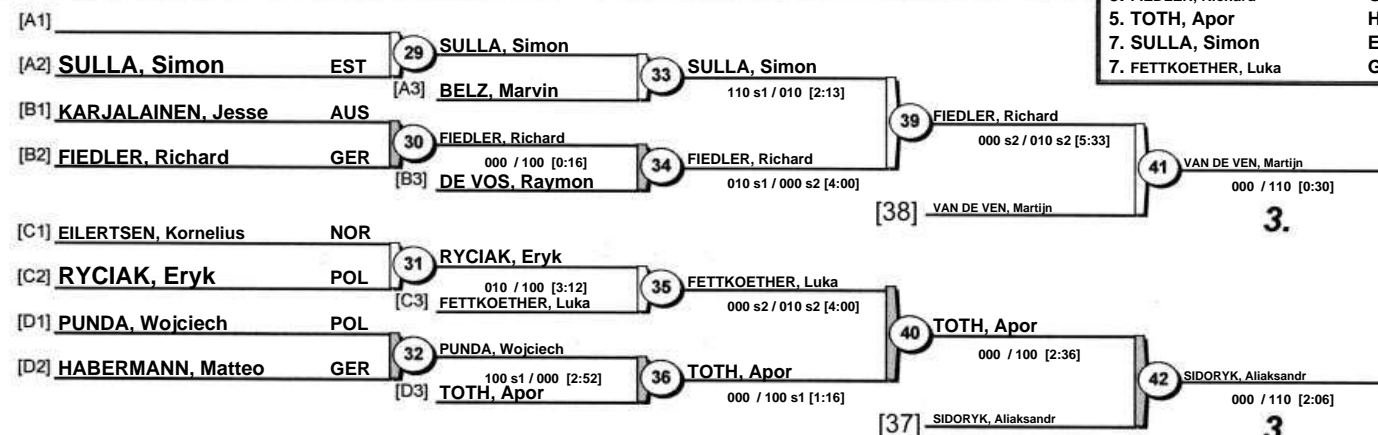 5. TOTH, Apor H
7. SULLA, Simon E
7. FETTKOETHER, Luka G
[A1]
[A2] SULLA, Simon EST
29
SULLA, Simon
[A3] BELZ, Marvin
33
SULLA, Simon
110 s1 / 010 [2:13]
[B1] KARJALAINEN, Jesse AUS
[B2] FIEDLER, Richard GER
30
FIEDLER, Richard
000 / 100 [0:16]
[B3] DE VOS, Raymon
34
FIEDLER, Richard
010 s1 / 000 s2 [4:00]
39
FIEDLER, Richard
000 s2 / 010 s2 [5:33]
[38] VAN DE VEN, Martijn
41
VAN DE VEN, Martijn
000 / 110 [0:30]
3.
[C1] EILERTSEN, Kornelius NOR
[C2] RYCIAK, Eryk POL
31
RYCIAK, Eryk
010 / 100 [3:12]
[C3] FETTKOETHER, Luka
35
FETTKOETHER, Luka
000 s2 / 010 s2 [4:00]
[D1] PUNDA, Wojciech POL
[D2] HABERMANN, Matteo GER
32
PUNDA, Wojciech
100 s1 / 000 [2:52]
[D3] TOTH, Apor
36
TOTH, Apor
000 / 100 s1 [1:16]
40
TOTH, Apor
000 / 100 [2:36]
[37] SIDORYK, Aliaksandr
42
SIDORYK, Aliaksandr
000 / 110 [2:06]
3